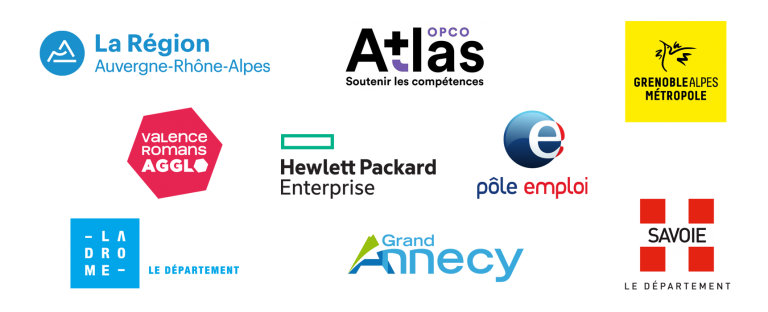 La Région
Auvergne-Rhône-Alpes
OPCO
Atlas
Soutenir les compétences
GRENOBLEALPES
MÉTROPOLE
VALENCE
ROMANS
AGGLO
Hewlett Packard
Enterprise
e
pôle emploi
– L A
D R O
M E –
LE DÉPARTEMENT
Grand
Annecy
SAVOIE
LE DÉPARTEMENT